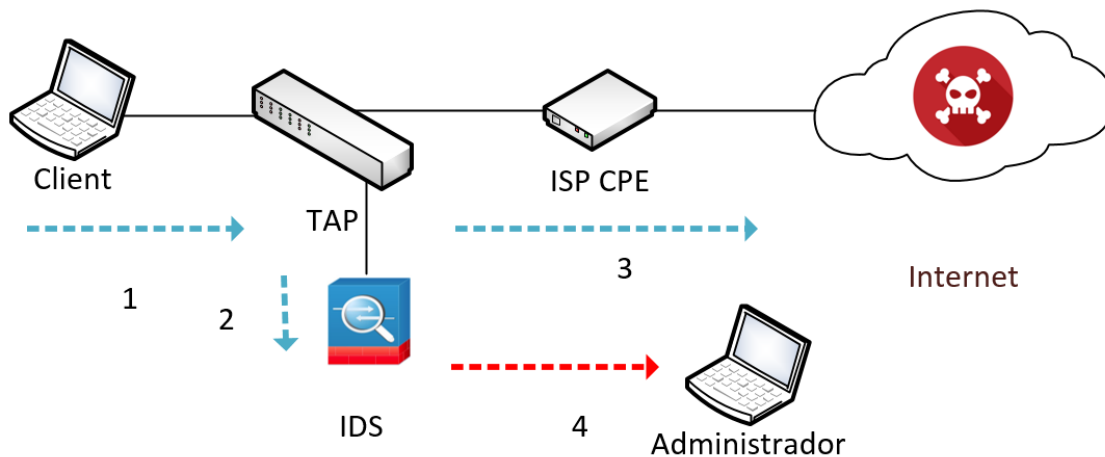 Client
ISP CPE
TAP
1
2
3
Internet
IDS
4
Administrador